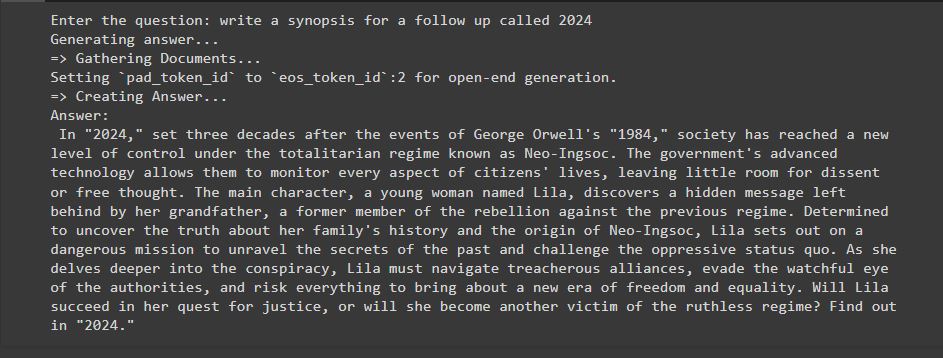 Enter the question: write a synopsis for a follow up called 2024
Generating answer...
=> Gathering Documents...
Setting `pad_token_id` to `eos_token_id`:2 for open-end generation.
=> Creating Answer...
Answer:
In "2024," set three decades after the events of George Orwell's "1984," society has reached a new
level of control under the totalitarian regime known as Neo-Ingsoc. The government's advanced
technology allows them to monitor every aspect of citizens' lives, leaving little room for dissent
or free thought. The main character, a young woman named Lila, discovers a hidden message left
behind by her grandfather, a former member of the rebellion against the previous regime. Determined
to uncover the truth about her family's history and the origin of Neo-Ingsoc, Lila sets out on a
dangerous mission to unravel the secrets of the past and challenge the oppressive status quo. As she
delves deeper into the conspiracy, Lila must navigate treacherous alliances, evade the watchful eye
of the authorities, and risk everything to bring about a new era of freedom and equality. Will Lila
succeed in her quest for justice, or will she become another victim of the ruthless regime? Find out
in "2024."